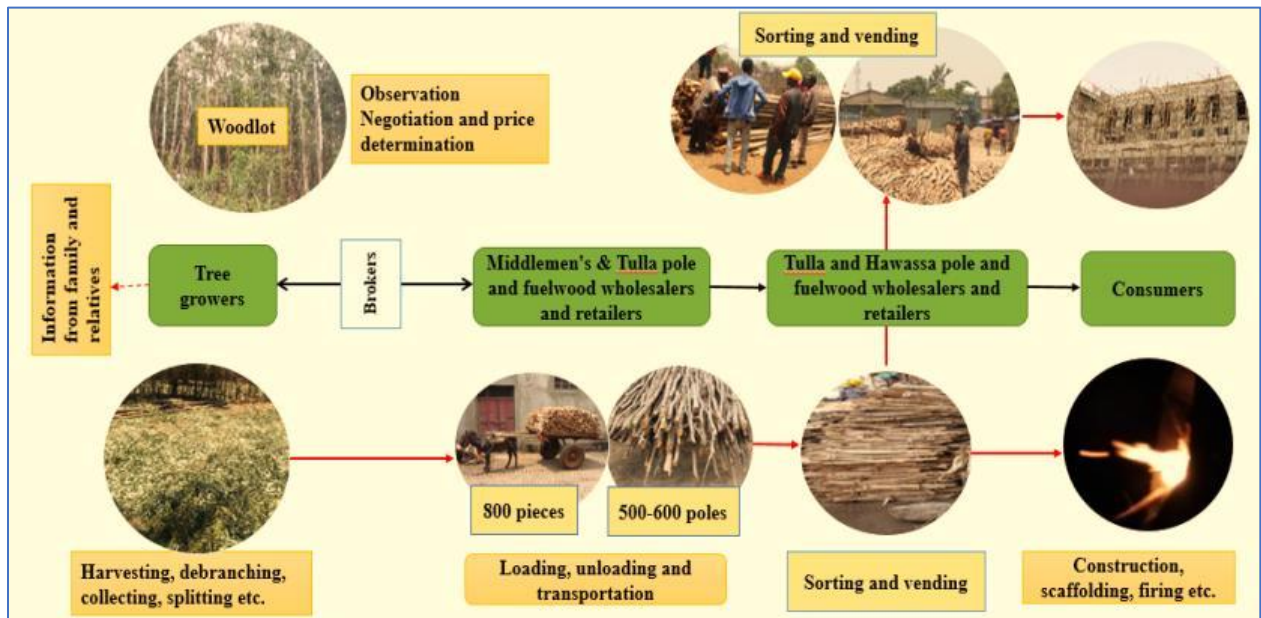 Sorting and vending
Woodlot
Observation
Negotiation and price
determination
Information
from family and
relatives
Tree
growers
Brokers
Middlemen's & Tulla pole
and fuelwood wholesalers
and retailers
Tulla and Hawassa pole and
fuelwood wholesalers and
retailers
Consumers
800 pieces
500-600 poles
Harvesting, debranching,
collecting, splitting etc.
Loading, unloading and
transportation
Sorting and vending
Construction,
scaffolding, firing etc.